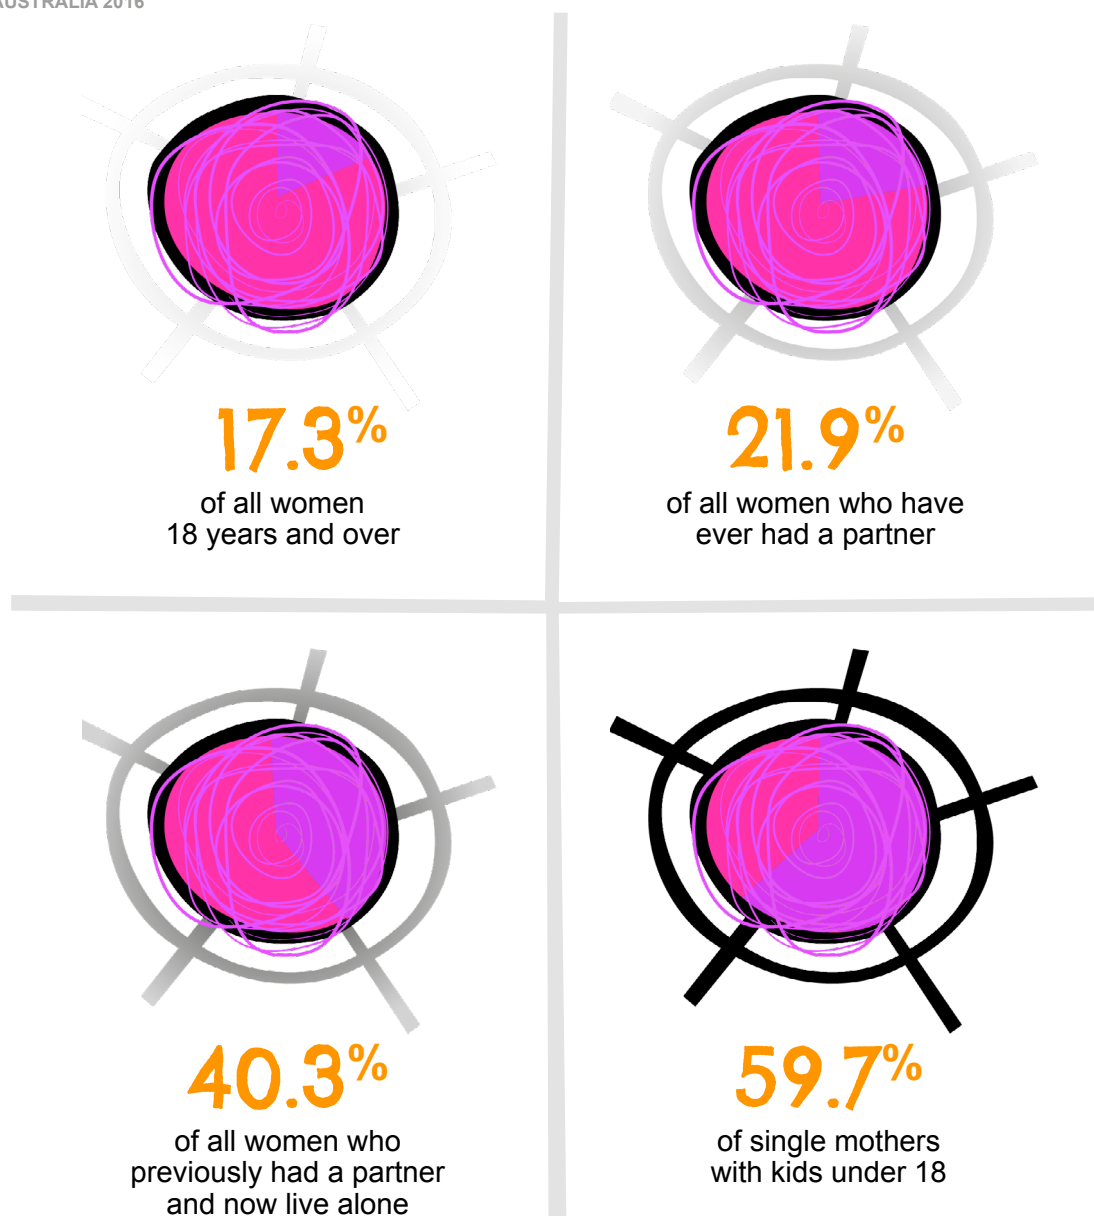 AUSTRALIA 2016
17.3%
of all women
18 years and over
21.9%
of all women who have
ever had a partner
40.3%
of all women who
previously had a partner
and now live alone
59.7%
of single mothers
with kids under 18